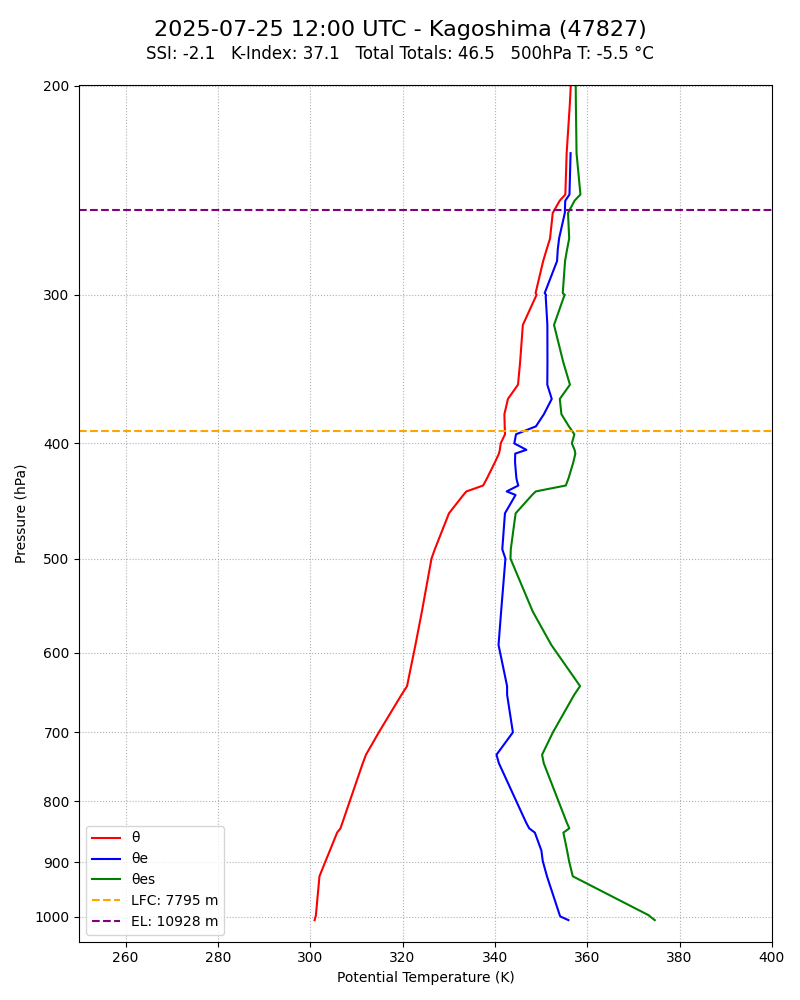 2025-07-25 12:00 UTC - Kagoshima (47827)
SSI: -2.1   K-Index: 37.1   Total Totals: 46.5   500hPa T: -5.5 °C
200
300
400
500
600
700
800
900
1000
Pressure (hPa)
θ
θe
θes
LFC: 7795 m
EL: 10928 m
260 280 300 320 340 360 380 400
Potential Temperature (K)